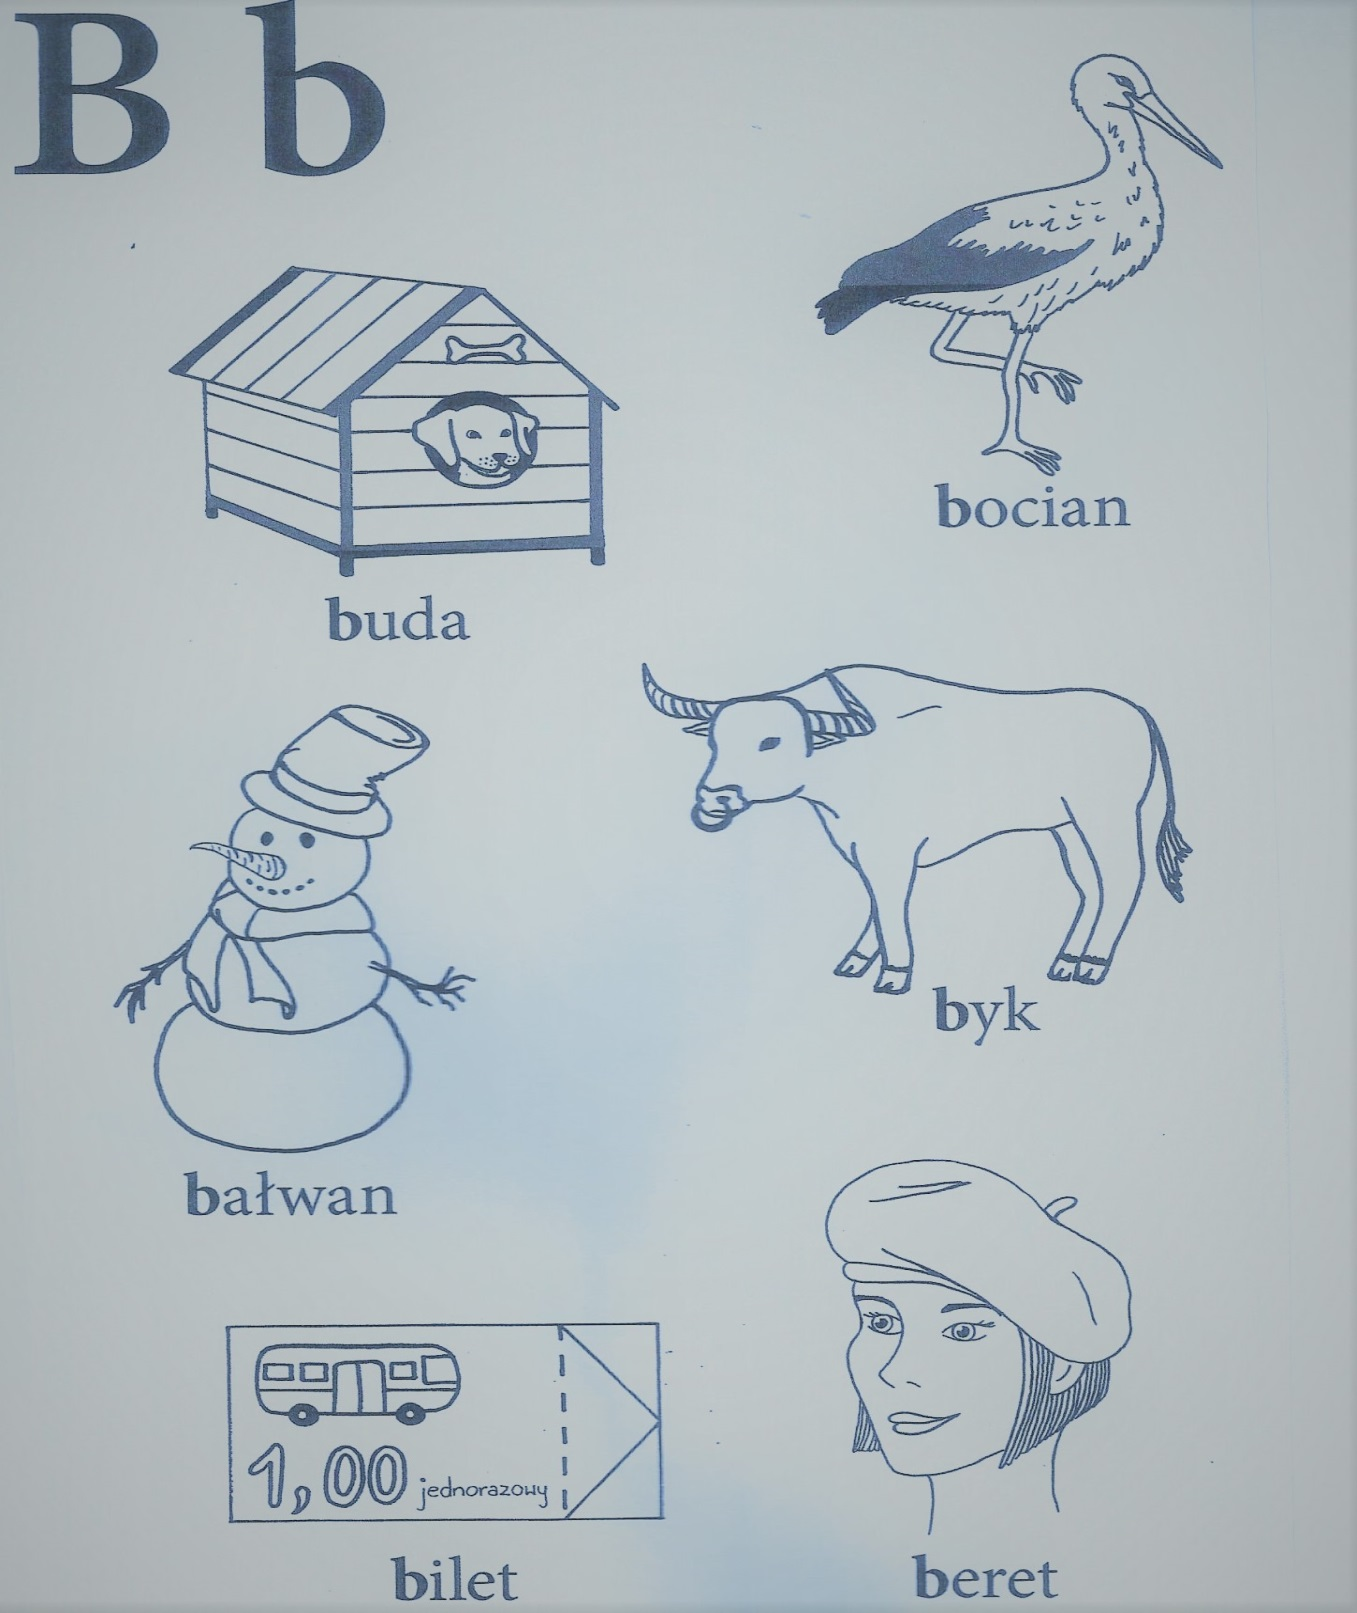 B b
bocian
buda
byk
bałwan
1,00 jednorazowy
bilet
beret